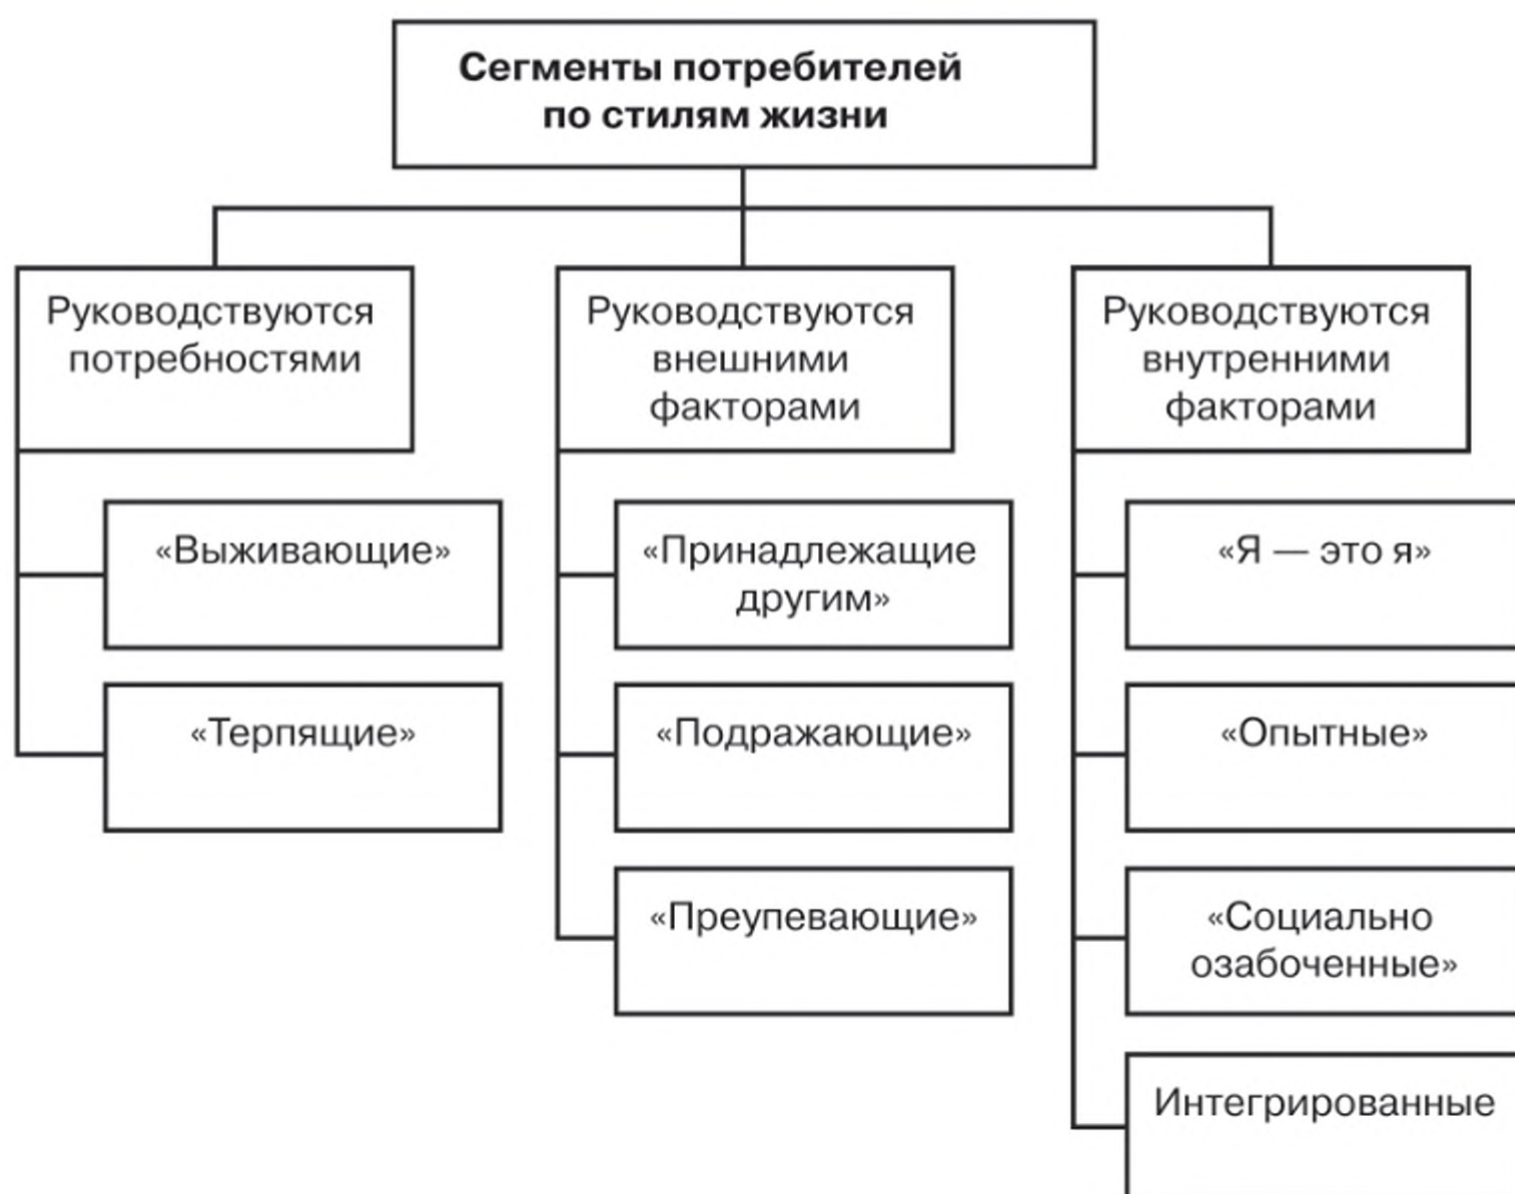 Сегменты потребителей
по стилям жизни
Руководствуются
потребностями
«Выживающие»
«Терпящие»
Руководствуются
внешними
факторами
«Принадлежащие
другим»
«Подражающие»
«Преупевающие»
Руководствуются
внутренними
факторами
«Я — это я»
«Опытные»
«Социально
озабоченные»
Интегрированные